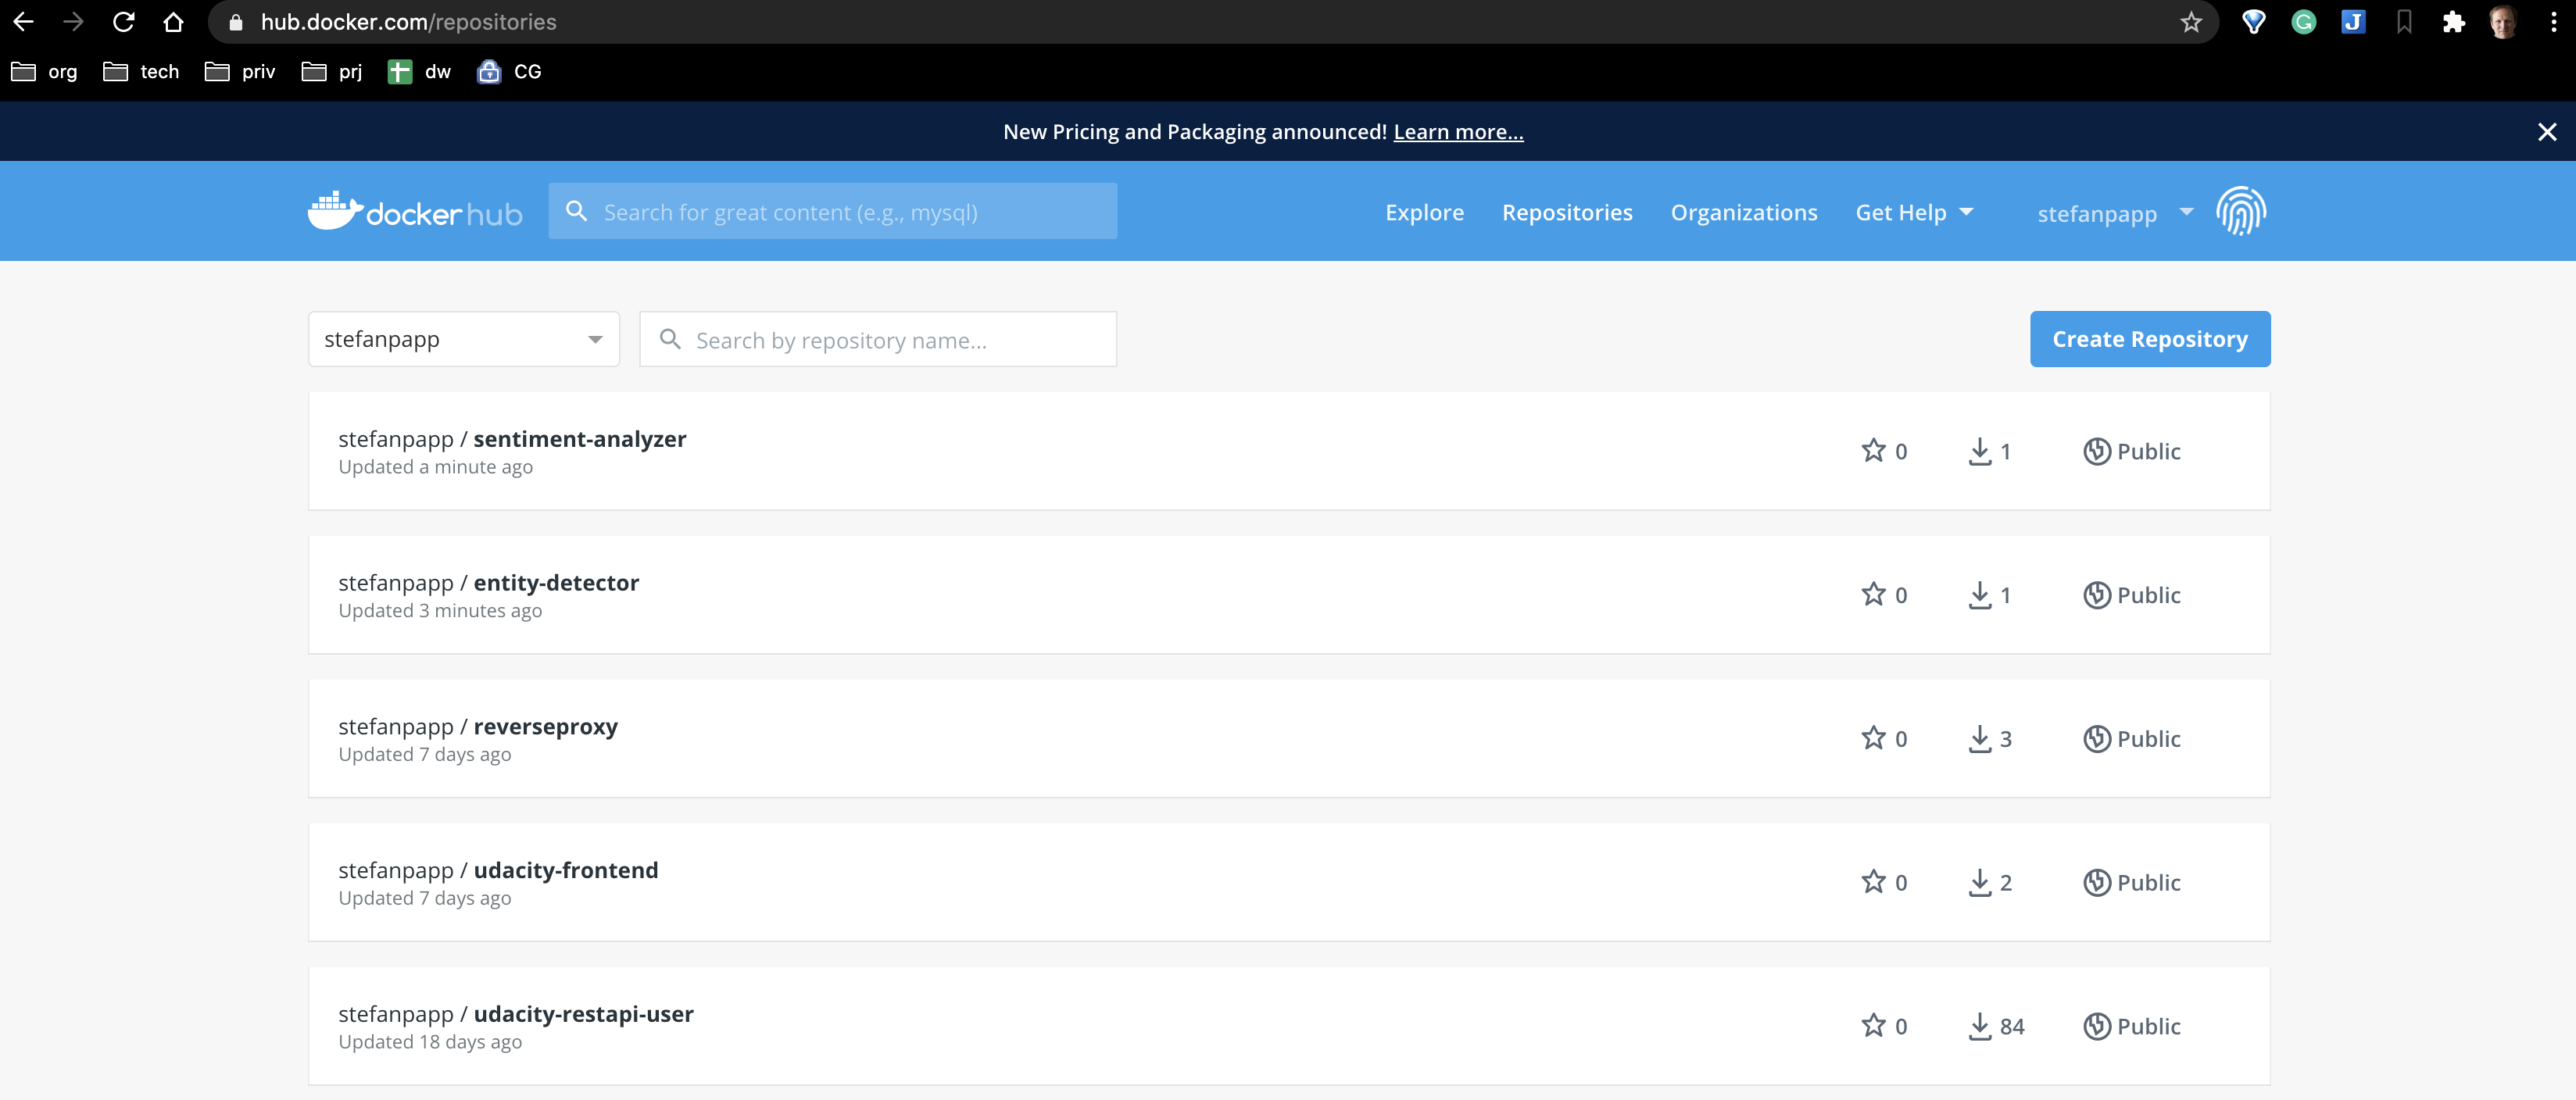 hub.docker.com/repositories
org tech priv prj dw CG
New Pricing and Packaging announced! Learn more...
docker hub
Search for great content (e.g., mysql)
Explore Repositories Organizations Get Help stefanpapp
stefanpapp
Search by repository name...
Create Repository
stefanpapp / sentiment-analyzer
Updated a minute ago
0 1 Public
stefanpapp / entity-detector
Updated 3 minutes ago
0 1 Public
stefanpapp / reverseproxy
Updated 7 days ago
0 3 Public
stefanpapp / udacity-frontend
Updated 7 days ago
0 2 Public
stefanpapp / udacity-restapi-user
Updated 18 days ago
0 84 Public